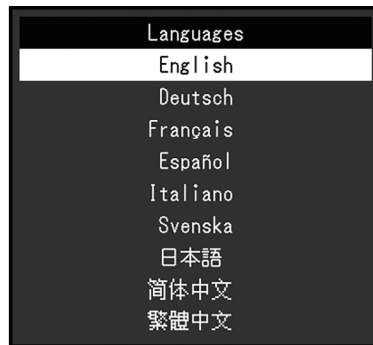 Languages
English
Deutsch
Français
Español
Italiano
Svenska
日本語
简体中文
繁體中文